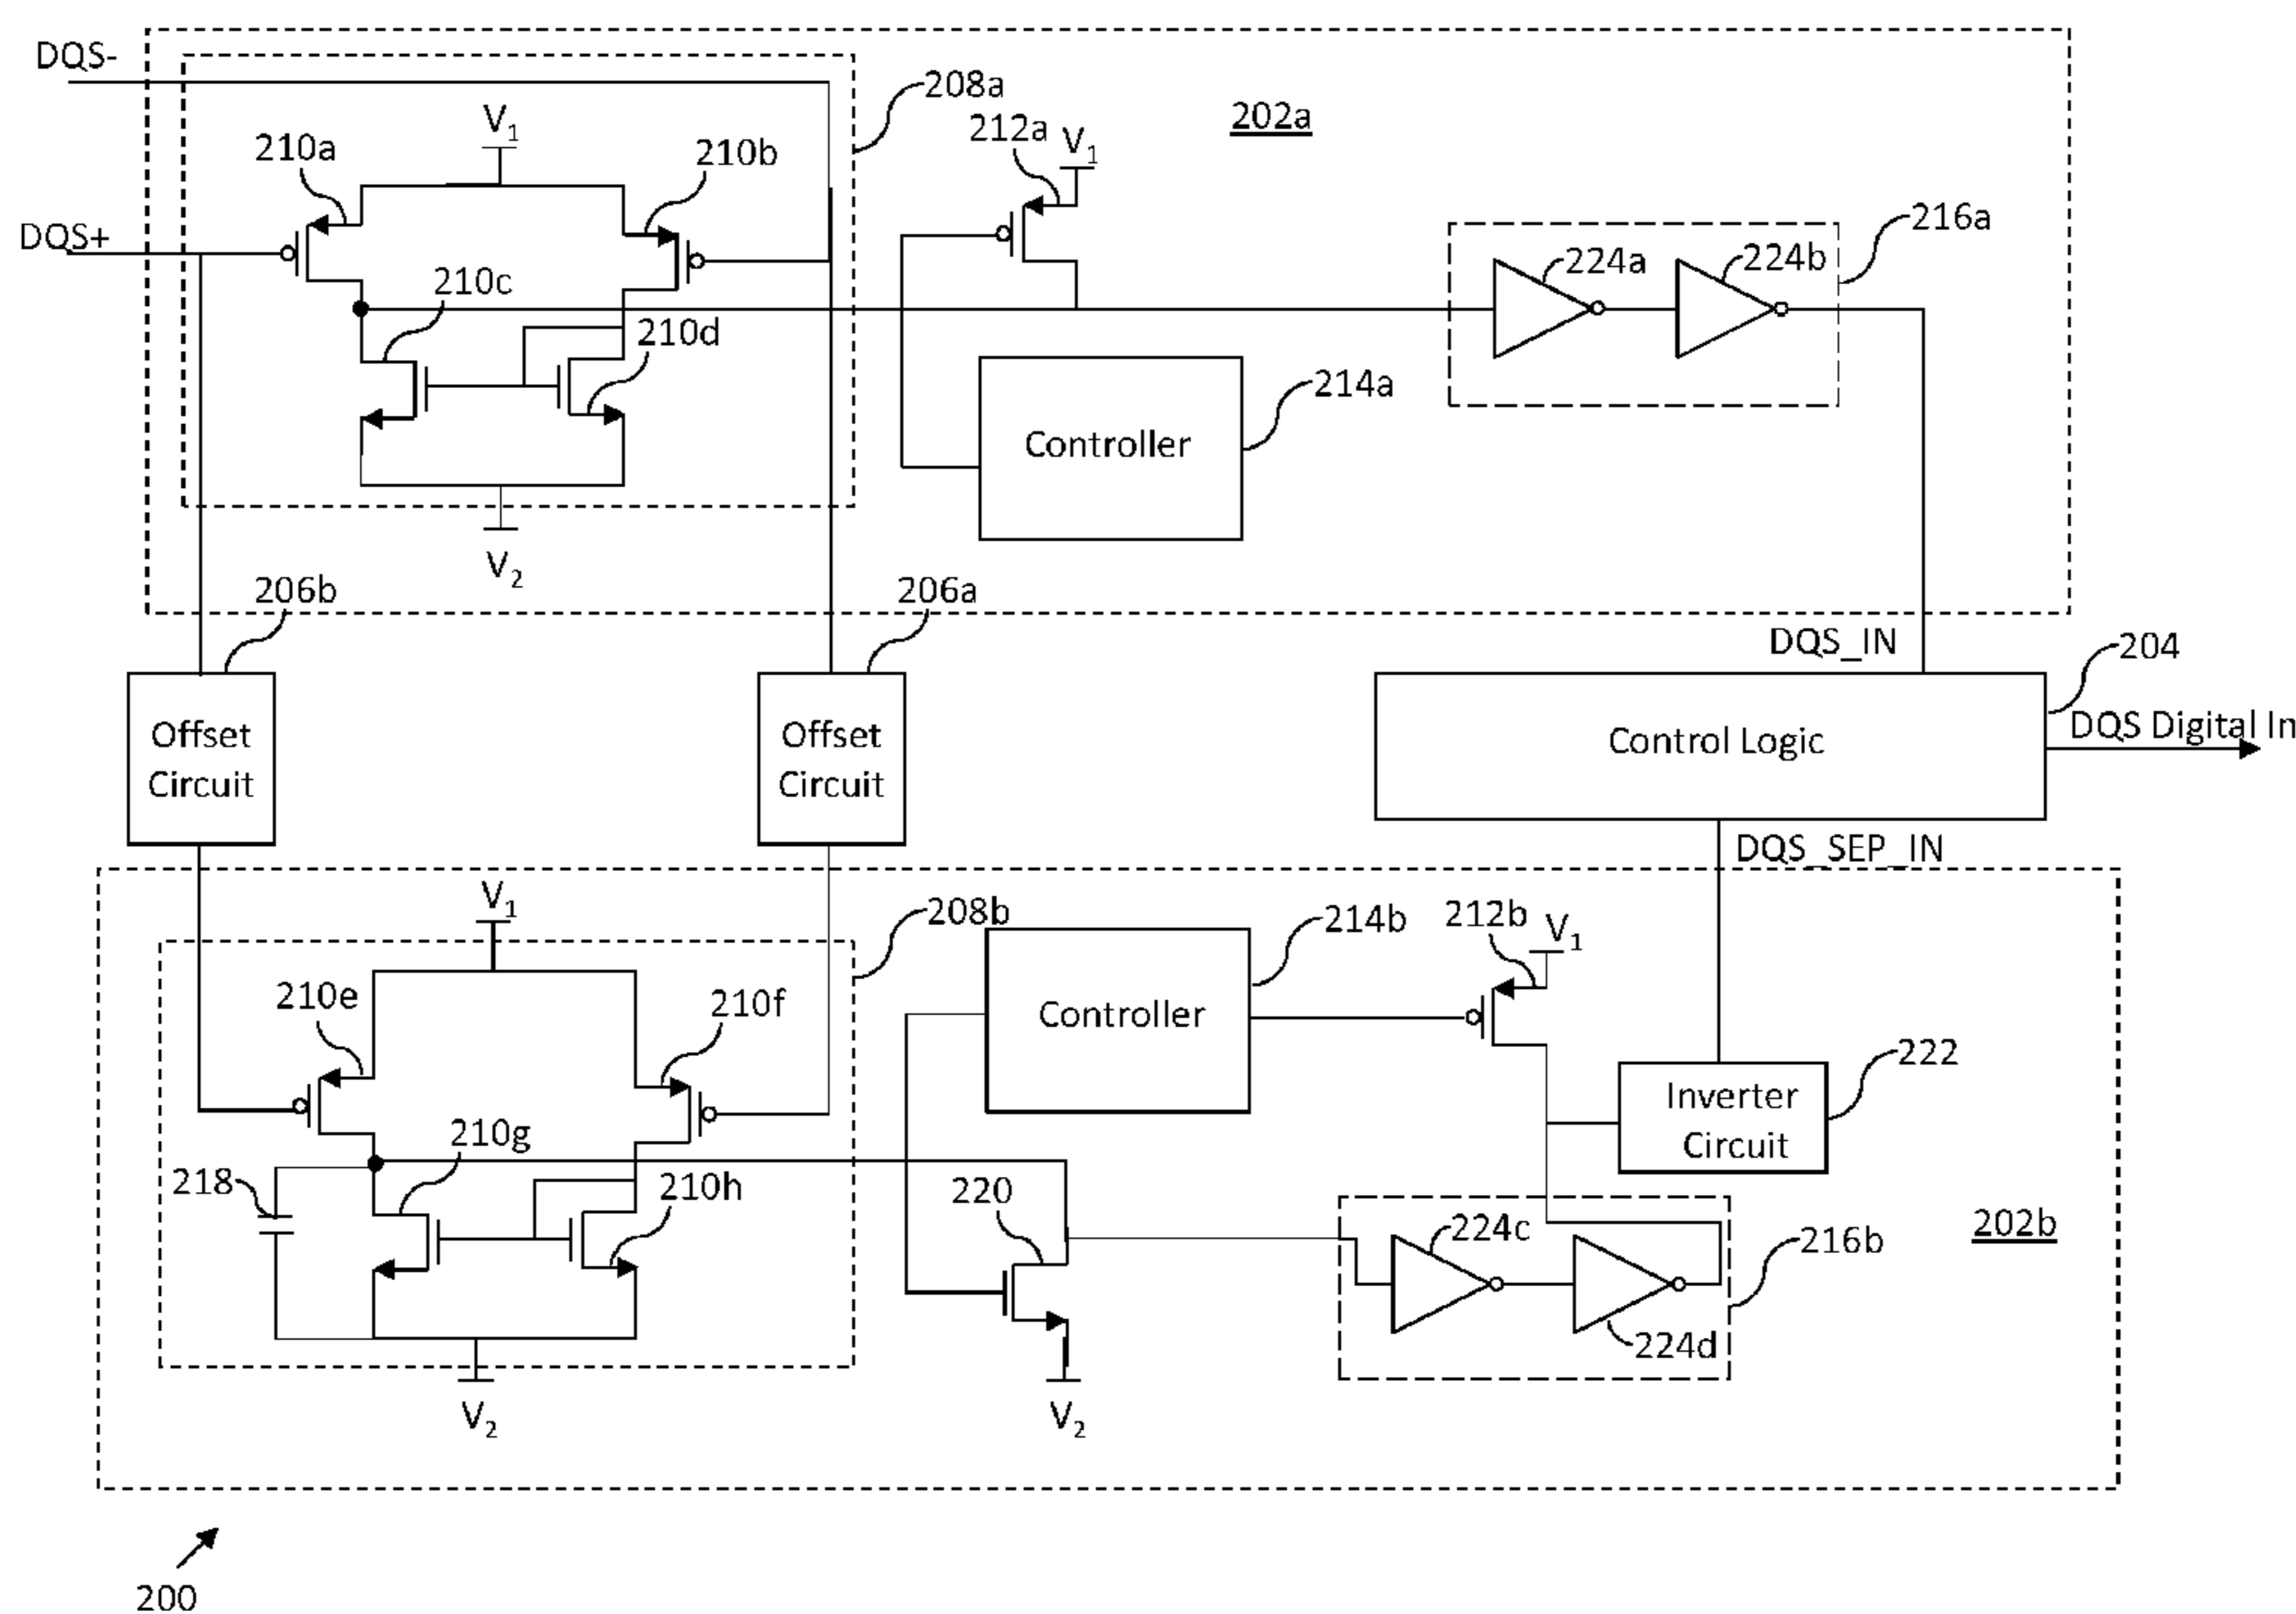 DQS-
208a
202a
212a
V1
V1
210a
210b
216a
DQS+
224a
224b
210c
210d
214a
Controller
V2
206b
206a
DQS_IN
204
Offset
Circuit
Offset
Circuit
Control Logic
DQS Digital In
DQS_SEP_IN
V1
208b
214b
212b
V1
210e
210f
Controller
222
Inverter
Circuit
210g
218
210h
220
224c
216b
202b
224d
V2
V2
200